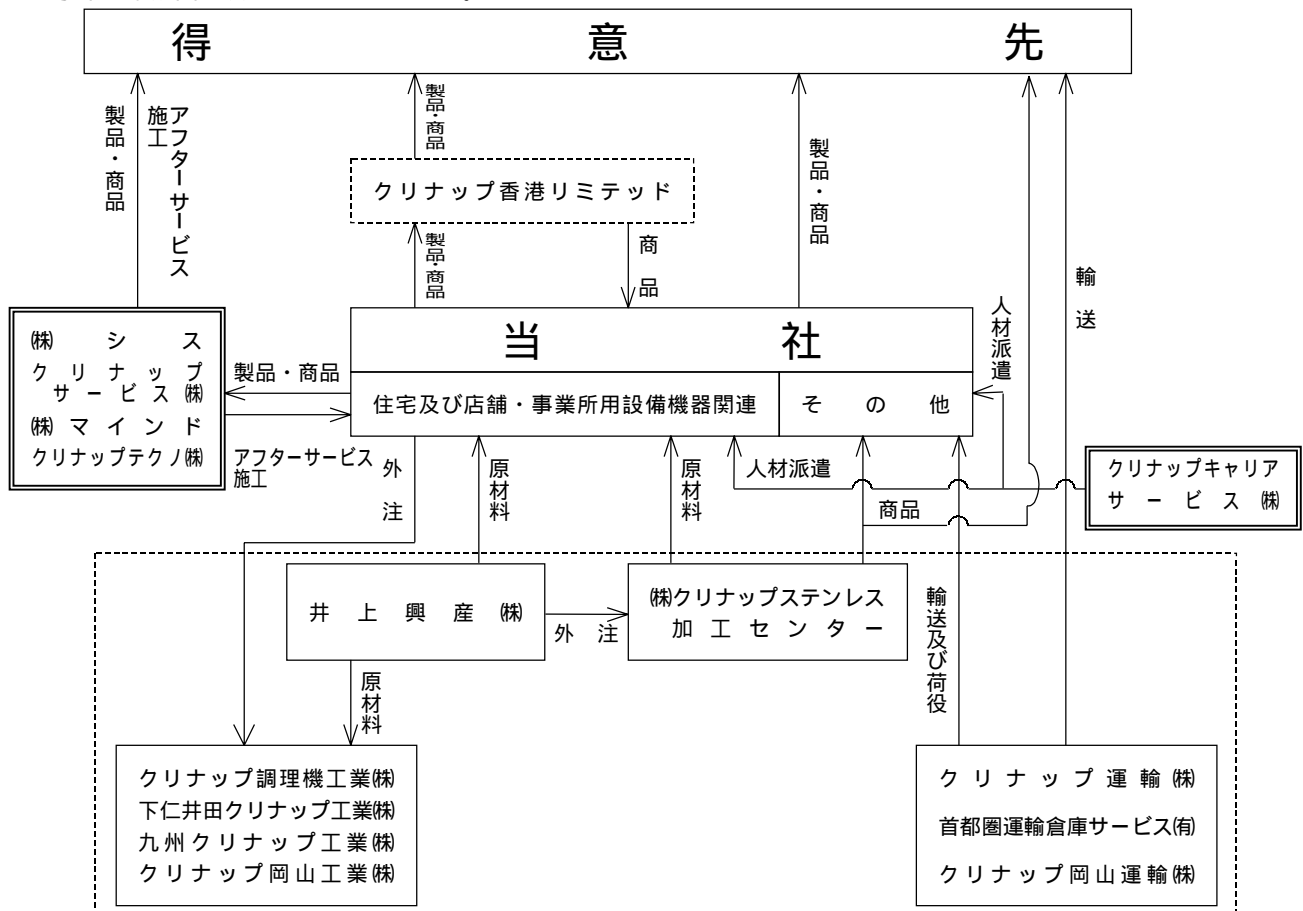 得意先
製品・商品
アフターサービス
施工
製品・商品
製品・商品
クリナップ香港リミテッド
製品・商品
商品
輸送
人材派遣
当社
住宅及び店舗・事業所用設備機器関連
その他
㈱シス
クリナップ
サービス㈱
㈱マインド
クリナップテクノ㈱
製品・商品
アフターサービス
施工
外注
原材料
原材料
人材派遣
商品
クリナップキャリア
サービス㈱
井上興産㈱
外注
㈱クリナップステンレス
加工センター
輸送及び荷役
原材料
クリナップ調理機工業㈱
下仁井田クリナップ工業㈱
九州クリナップ工業㈱
クリナップ岡山工業㈱
クリナップ運輸㈱
首都圏運輸倉庫サービス㈲
クリナップ岡山運輸㈱